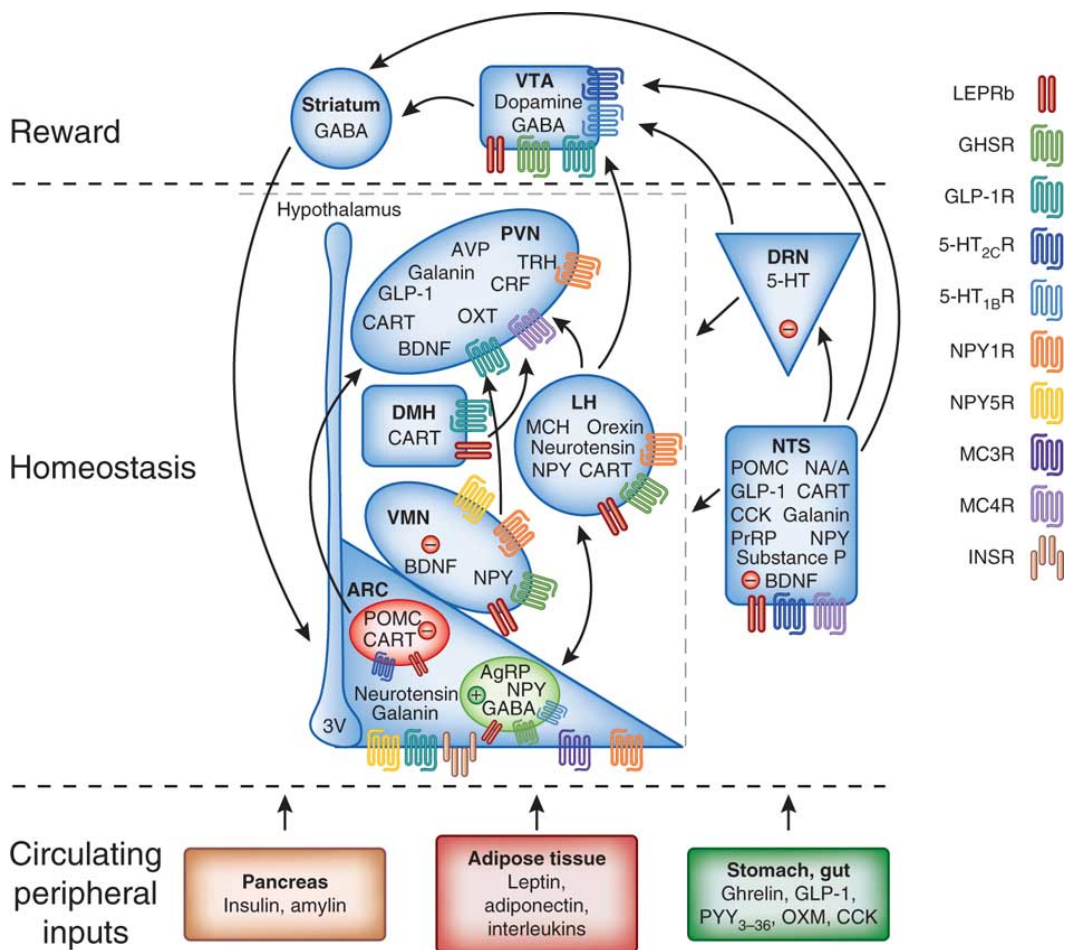 Reward
Striatum
GABA
VTA
Dopamine
GABA
Hypothalamus
PVN
AVP
TRH
Galanin
CRF
GLP-1
OXT
CART
BDNF
DRN
5-HT
−
Homeostasis
DMH
CART
LH
MCH Orexin
Neurotensin
NPY CART
NTS
POMC NA/A
GLP-1 CART
CCK Galanin
PrRP NPY
Substance P
− BDNF
VMN
−
BDNF
NPY
ARC
POMC
CART −
AgRP
+ NPY
GABA
Neurotensin
Galanin
3V
LEPRb
GHSR
GLP-1R
5-HT2CR
5-HT1BR
NPY1R
NPY5R
MC3R
MC4R
INSR
Circulating
peripheral
inputs
Pancreas
Insulin, amylin
Adipose tissue
Leptin,
adiponectin,
interleukins
Stomach, gut
Ghrelin, GLP-1,
PYY3–36, OXM, CCK